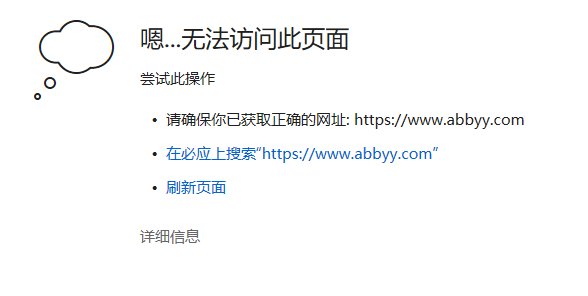 嗯...无法访问此页面
尝试此操作
• 请确保你已获取正确的网址: https://www.abbyy.com
• 在必应上搜索“https://www.abbyy.com”
• 刷新页面
详细信息